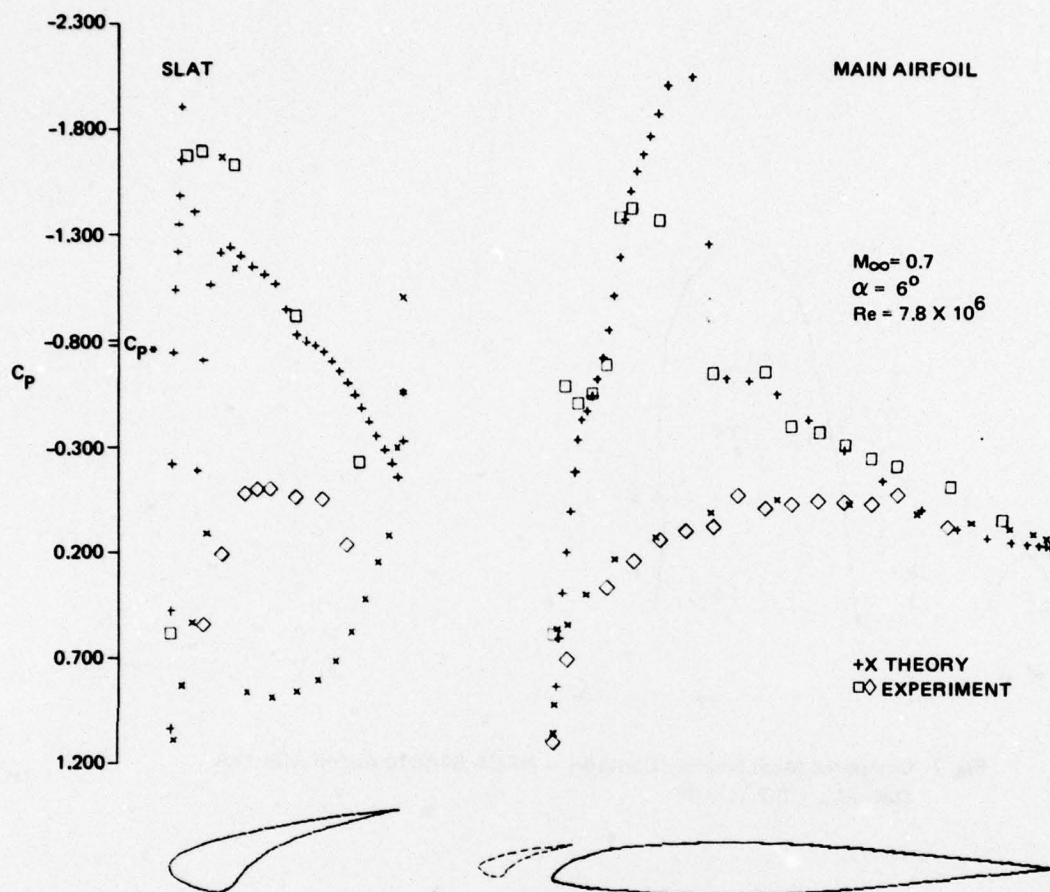 -2.300
SLAT
MAIN AIRFOIL
-1.800
-1.300
M∞ = 0.7
α = 6°
Re = 7.8 X 10⁶
-0.800
CP*
CP
-0.300
0.200
0.700
+X THEORY
□◇ EXPERIMENT
1.200